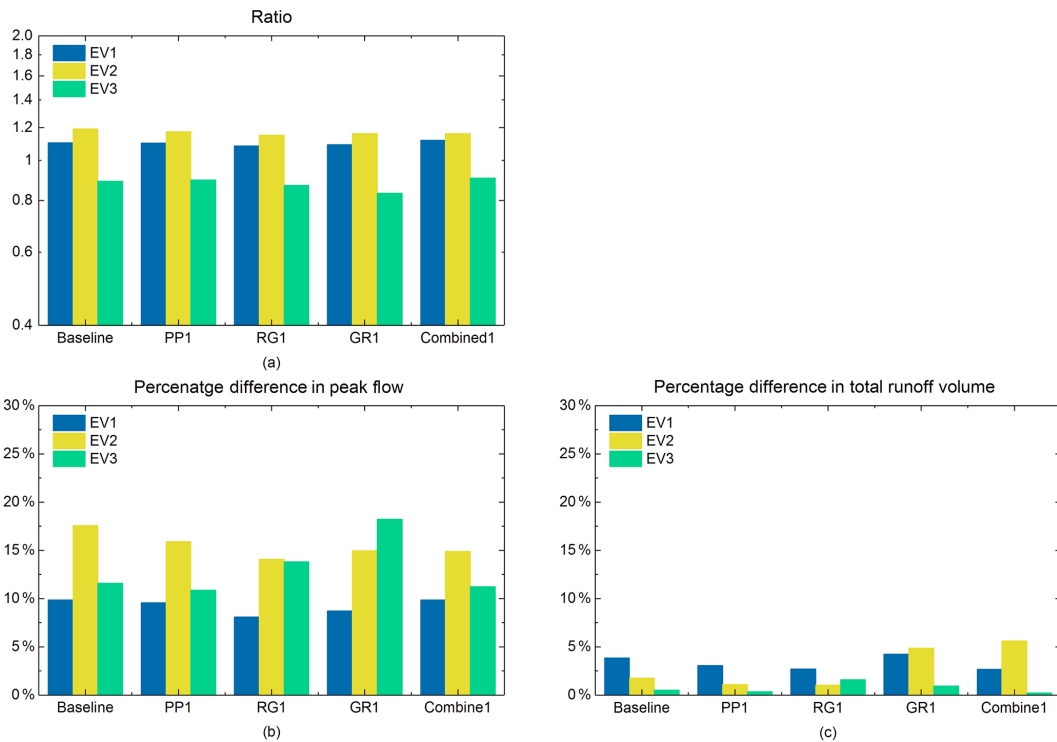 Ratio
2.0
1.8
1.6
1.4
1.2
1
0.8
0.6
0.4
EV1
EV2
EV3
Baseline PP1 RG1 GR1 Combined1
(a)
Percenatge difference in peak flow
30 %
25 %
20 %
15 %
10 %
5 %
0 %
EV1
EV2
EV3
Baseline PP1 RG1 GR1 Combine1
(b)
Percentage difference in total runoff volume
30 %
25 %
20 %
15 %
10 %
5 %
0 %
EV1
EV2
EV3
Baseline PP1 RG1 GR1 Combine1
(c)